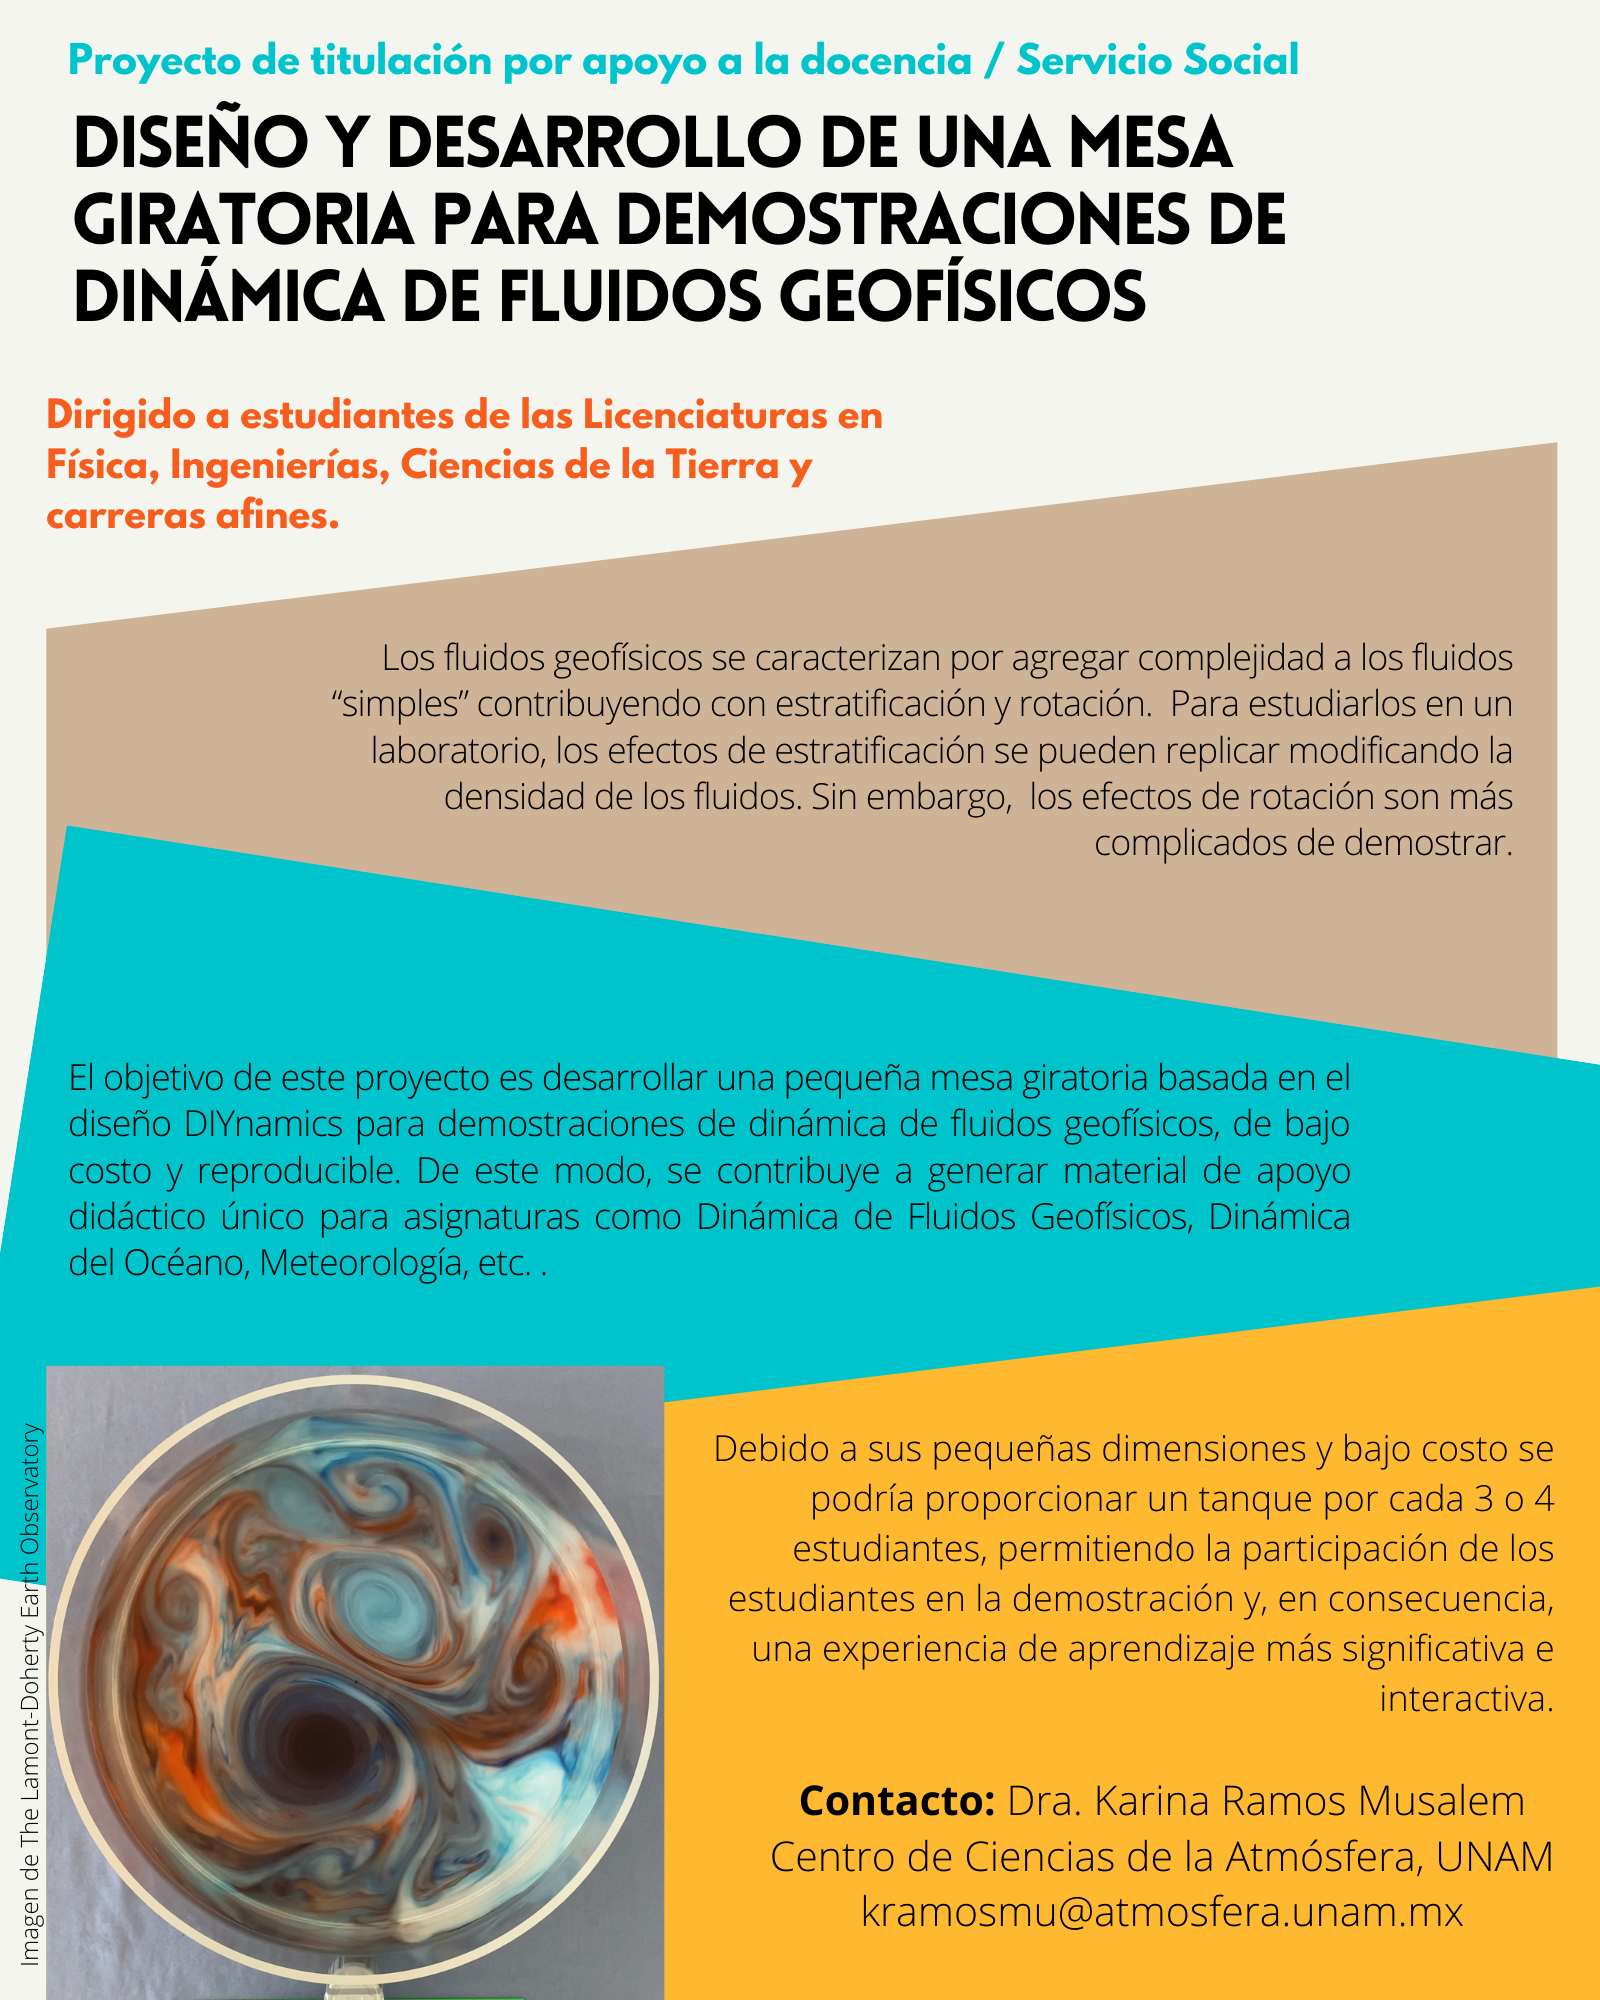 Proyecto de titulación por apoyo a la docencia / Servicio Social
DISEÑO Y DESARROLLO DE UNA MESA
GIRATORIA PARA DEMOSTRACIONES DE
DINÁMICA DE FLUIDOS GEOFÍSICOS
Dirigido a estudiantes de las Licenciaturas en
Física, Ingenierías, Ciencias de la Tierra y
carreras afines.
Los fluidos geofísicos se caracterizan por agregar complejidad a los fluidos
“simples” contribuyendo con estratificación y rotación.  Para estudiarlos en un
laboratorio, los efectos de estratificación se pueden replicar modificando la
densidad de los fluidos. Sin embargo,  los efectos de rotación son más
complicados de demostrar.
El objetivo de este proyecto es desarrollar una pequeña mesa giratoria basada en el
diseño DIYnamics para demostraciones de dinámica de fluidos geofísicos, de bajo
costo y reproducible. De este modo, se contribuye a generar material de apoyo
didáctico único para asignaturas como Dinámica de Fluidos Geofísicos, Dinámica
del Océano, Meteorología, etc. .
Imagen de The Lamont-Doherty Earth Observatory
Debido a sus pequeñas dimensiones y bajo costo se
podría proporcionar un tanque por cada 3 o 4
estudiantes, permitiendo la participación de los
estudiantes en la demostración y, en consecuencia,
una experiencia de aprendizaje más significativa e
interactiva.
Contacto: Dra. Karina Ramos Musalem
Centro de Ciencias de la Atmósfera, UNAM
kramosmu@atmosfera.unam.mx